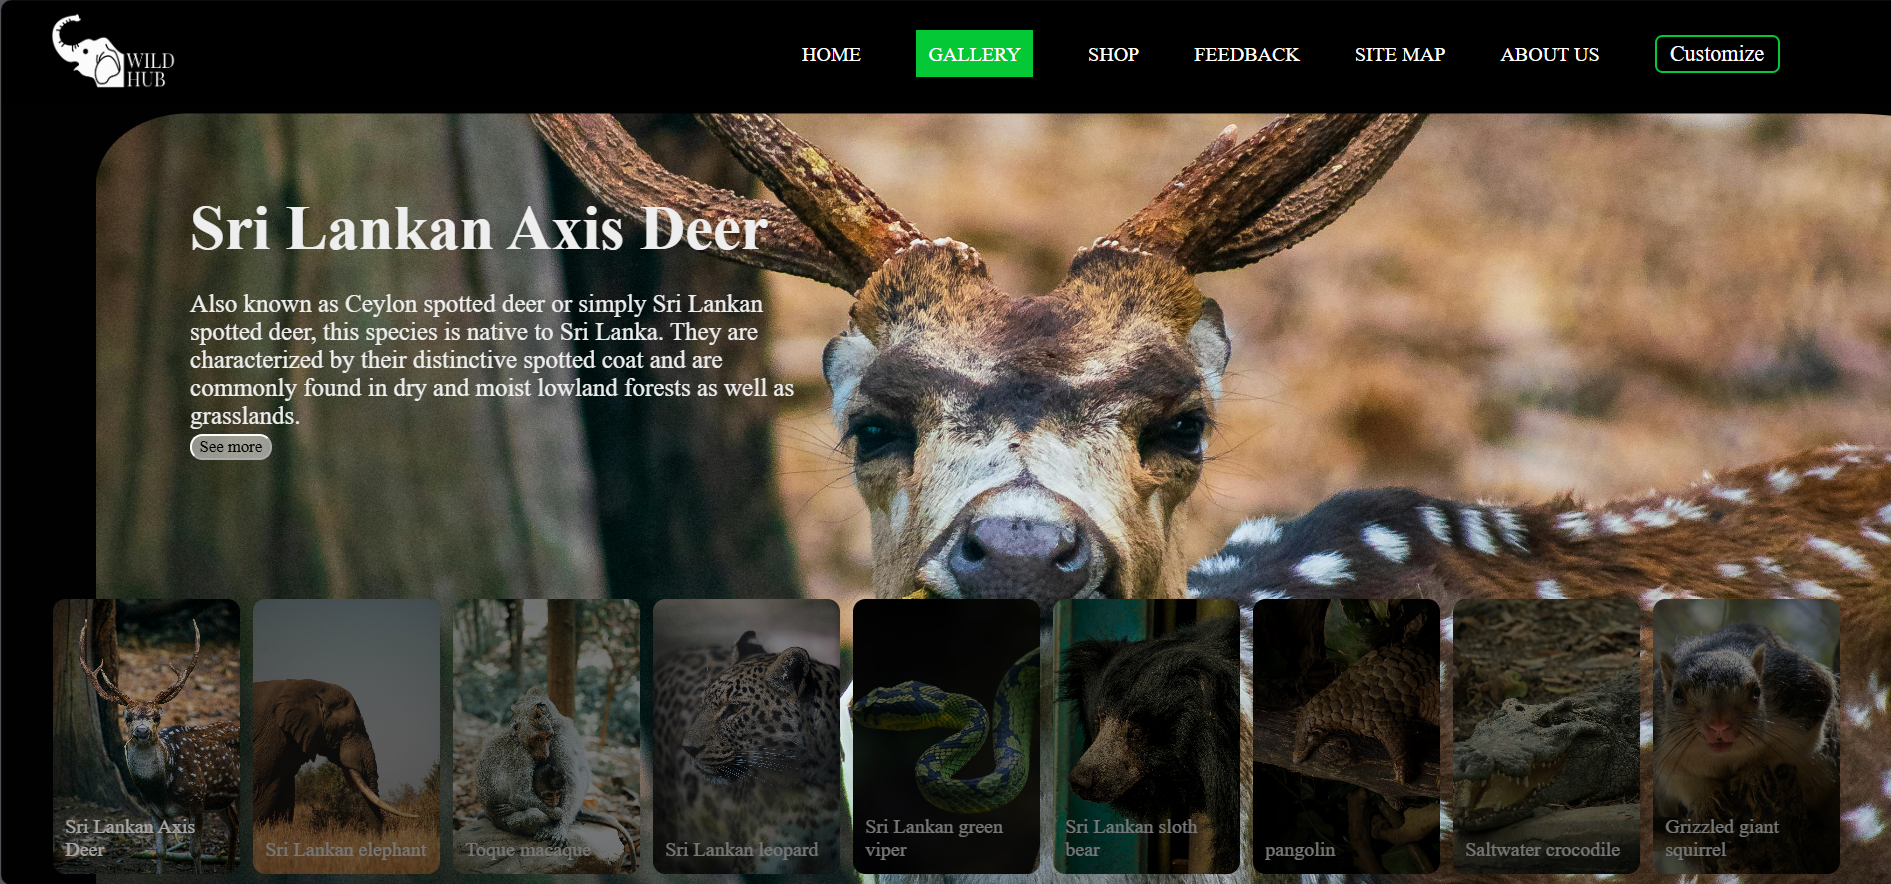 WILD
HUB
HOME
GALLERY
SHOP
FEEDBACK
SITE MAP
ABOUT US
Customize
Sri Lankan Axis Deer
Also known as Ceylon spotted deer or simply Sri Lankan
spotted deer, this species is native to Sri Lanka. They are
characterized by their distinctive spotted coat and are
commonly found in dry and moist lowland forests as well as
grasslands.
See more
Sri Lankan Axis
Deer
Sri Lankan elephant
Toque macaque
Sri Lankan leopard
Sri Lankan green
viper
Sri Lankan sloth
bear
pangolin
Saltwater crocodile
Grizzled giant
squirrel